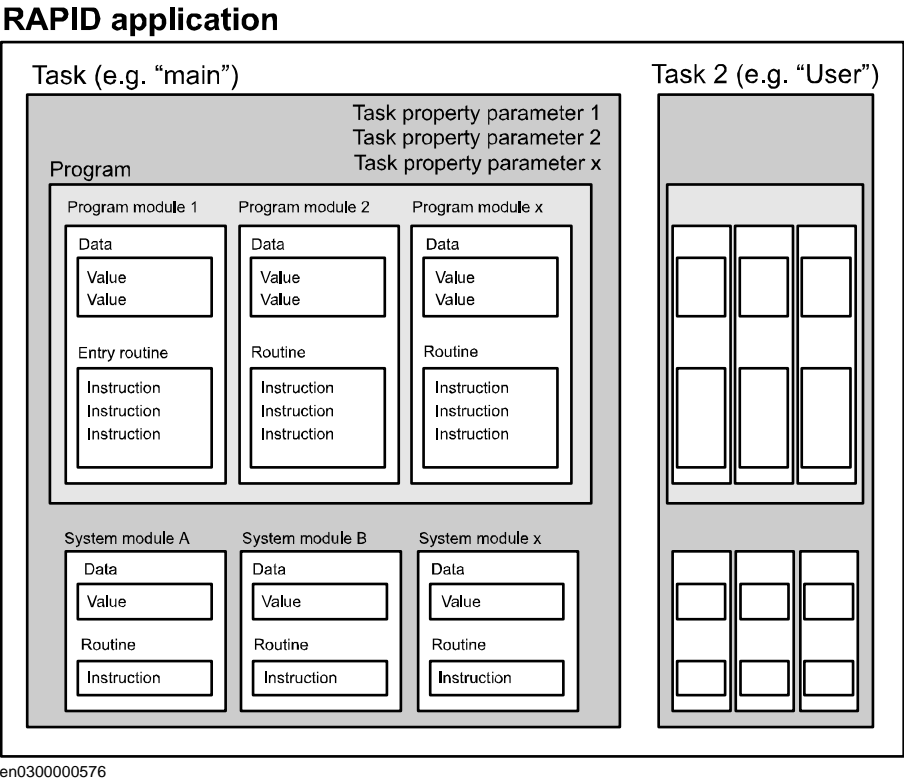 RAPID application
Task (e.g. “main”)
Task 2 (e.g. “User”)
Task property parameter 1
Task property parameter 2
Task property parameter x
Program
Program module 1
Program module 2
Program module x
Data
Value
Value
Entry routine
Instruction
Instruction
Instruction
Data
Value
Value
Routine
Instruction
Instruction
Instruction
Data
Value
Value
Routine
Instruction
Instruction
Instruction
System module A
System module B
System module x
Data
Value
Routine
Instruction
Data
Value
Routine
Instruction
Data
Value
Routine
Instruction
en0300000576